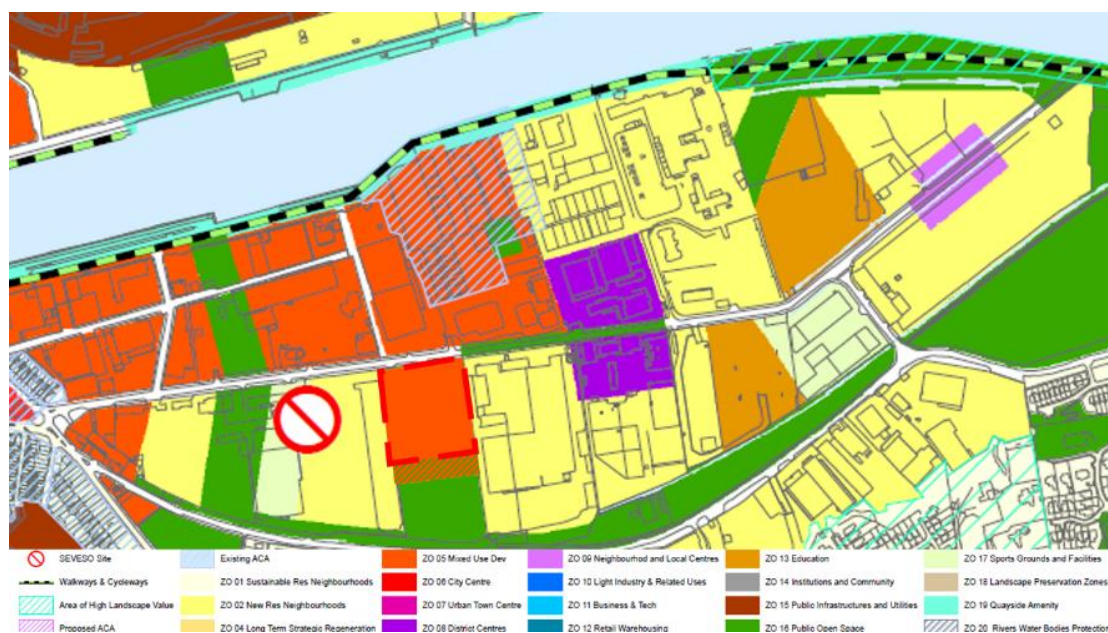 SEVESO Site
Walkways & Cycleways
Area of High Landscape Value
Proposed ACA
Existing ACA
ZO 01 Sustainable Res Neighbourhoods
ZO 02 New Res Neighbourhoods
ZO 04 Long Term Strategic Regeneration
ZO 05 Mixed Use Dev
ZO 06 City Centre
ZO 07 Urban Town Centre
ZO 08 District Centres
ZO 09 Neighbourhod and Local Centres
ZO 10 Light Industry & Related Uses
ZO 11 Business & Tech
ZO 12 Retail Warehousing
ZO 13 Education
ZO 14 Institutions and Community
ZO 15 Public Infrastructures and Utilities
ZO 16 Public Open Space
ZO 17 Sports Grounds and Facilities
ZO 18 Landscape Preservation Zones
ZO 19 Quayside Amenity
ZO 20 Rivers Water Bodies Protection